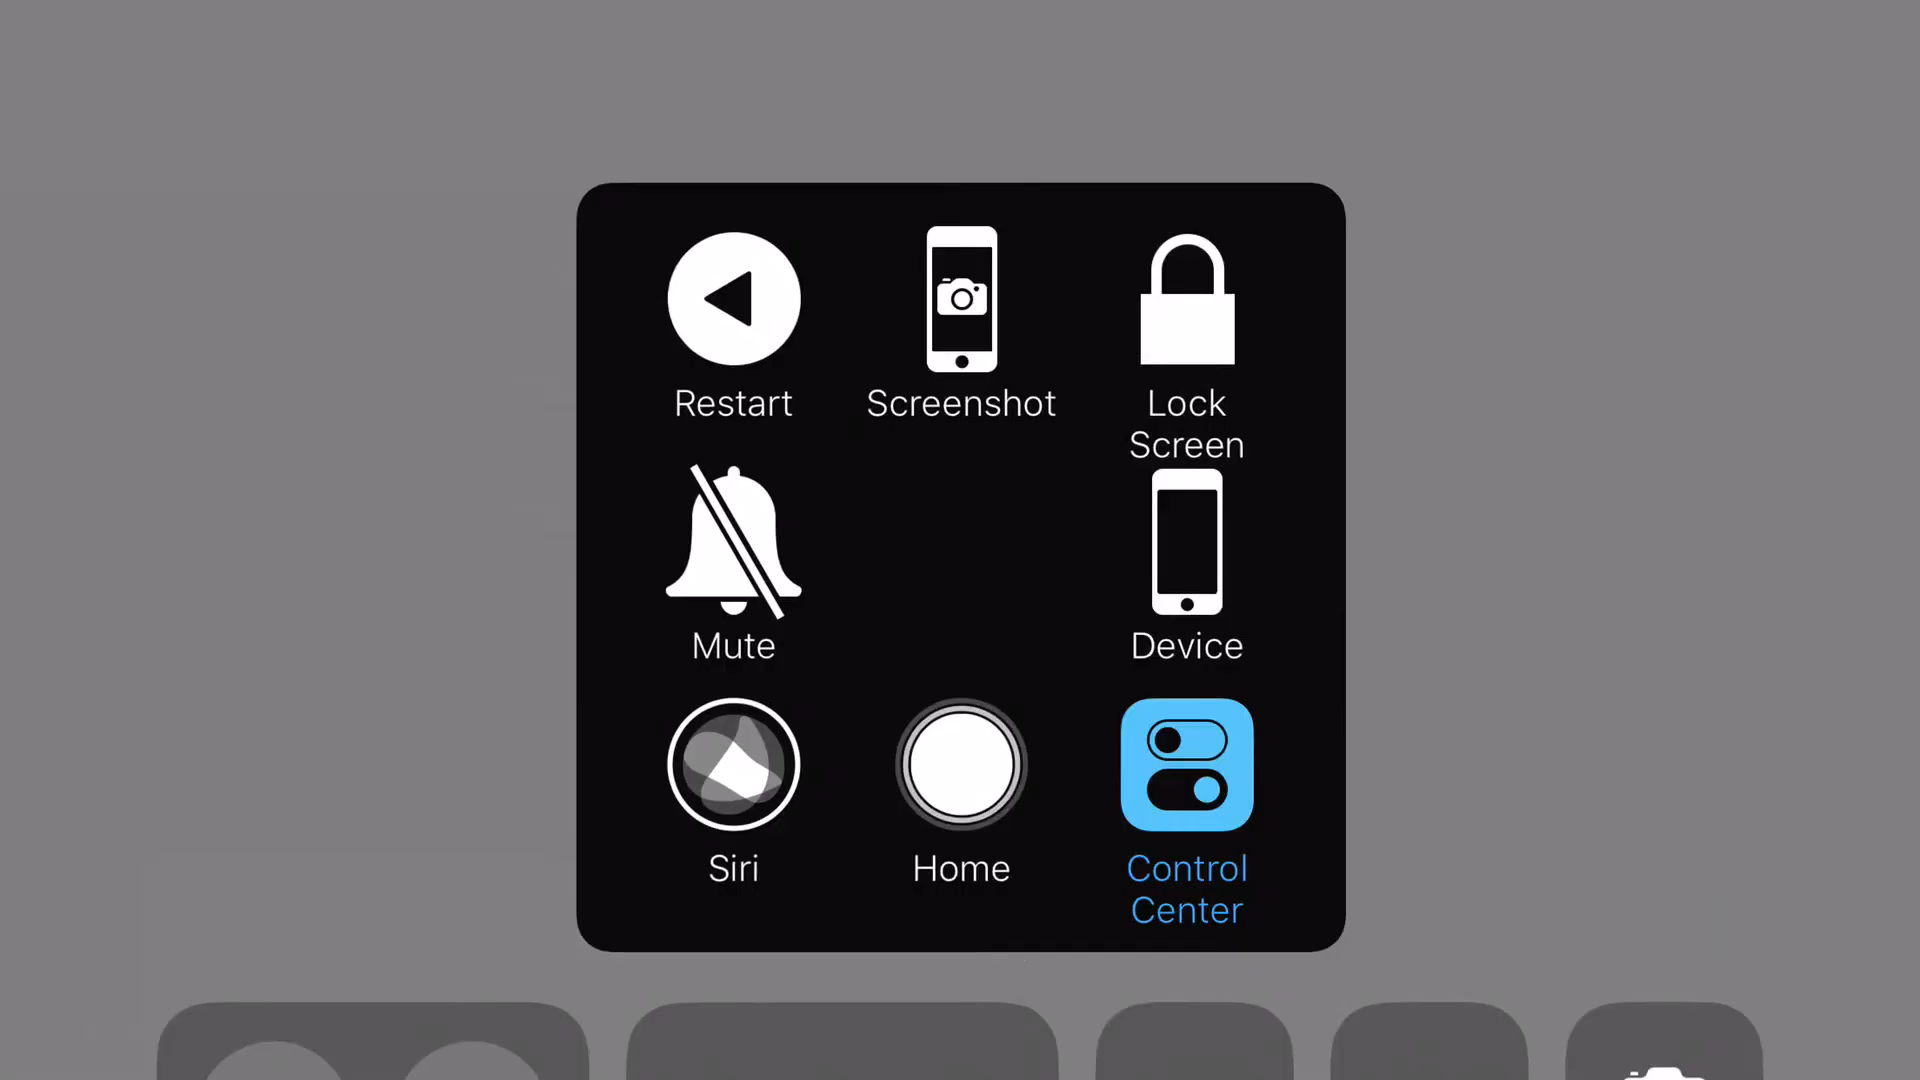 Restart
Screenshot
Lock
Screen
Mute
Device
Siri
Home
Control
Center